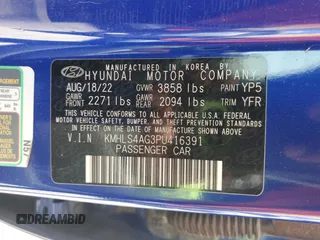 MANUFACTURED IN KOREA BY
HYUNDAI MOTOR COMPANY
AUG/18/22 GVWR 3858 lbs PAINT YP5
GAWR FRONT 2271 lbs GAWR REAR 2094 lbs TRIM YFR
THIS VEHICLE CONFORMS TO ALL APPLICABLE
U.S. FEDERAL MOTOR VEHICLE SAFETY,
BUMPER, AND THEFT PREVENTION STANDARDS
IN EFFECT ON THE DATE OF MANUFACTURE
SHOWN ABOVE.
V.I.N KMHLS4AG3PU416391
PASSENGER CAR
DREAMBID